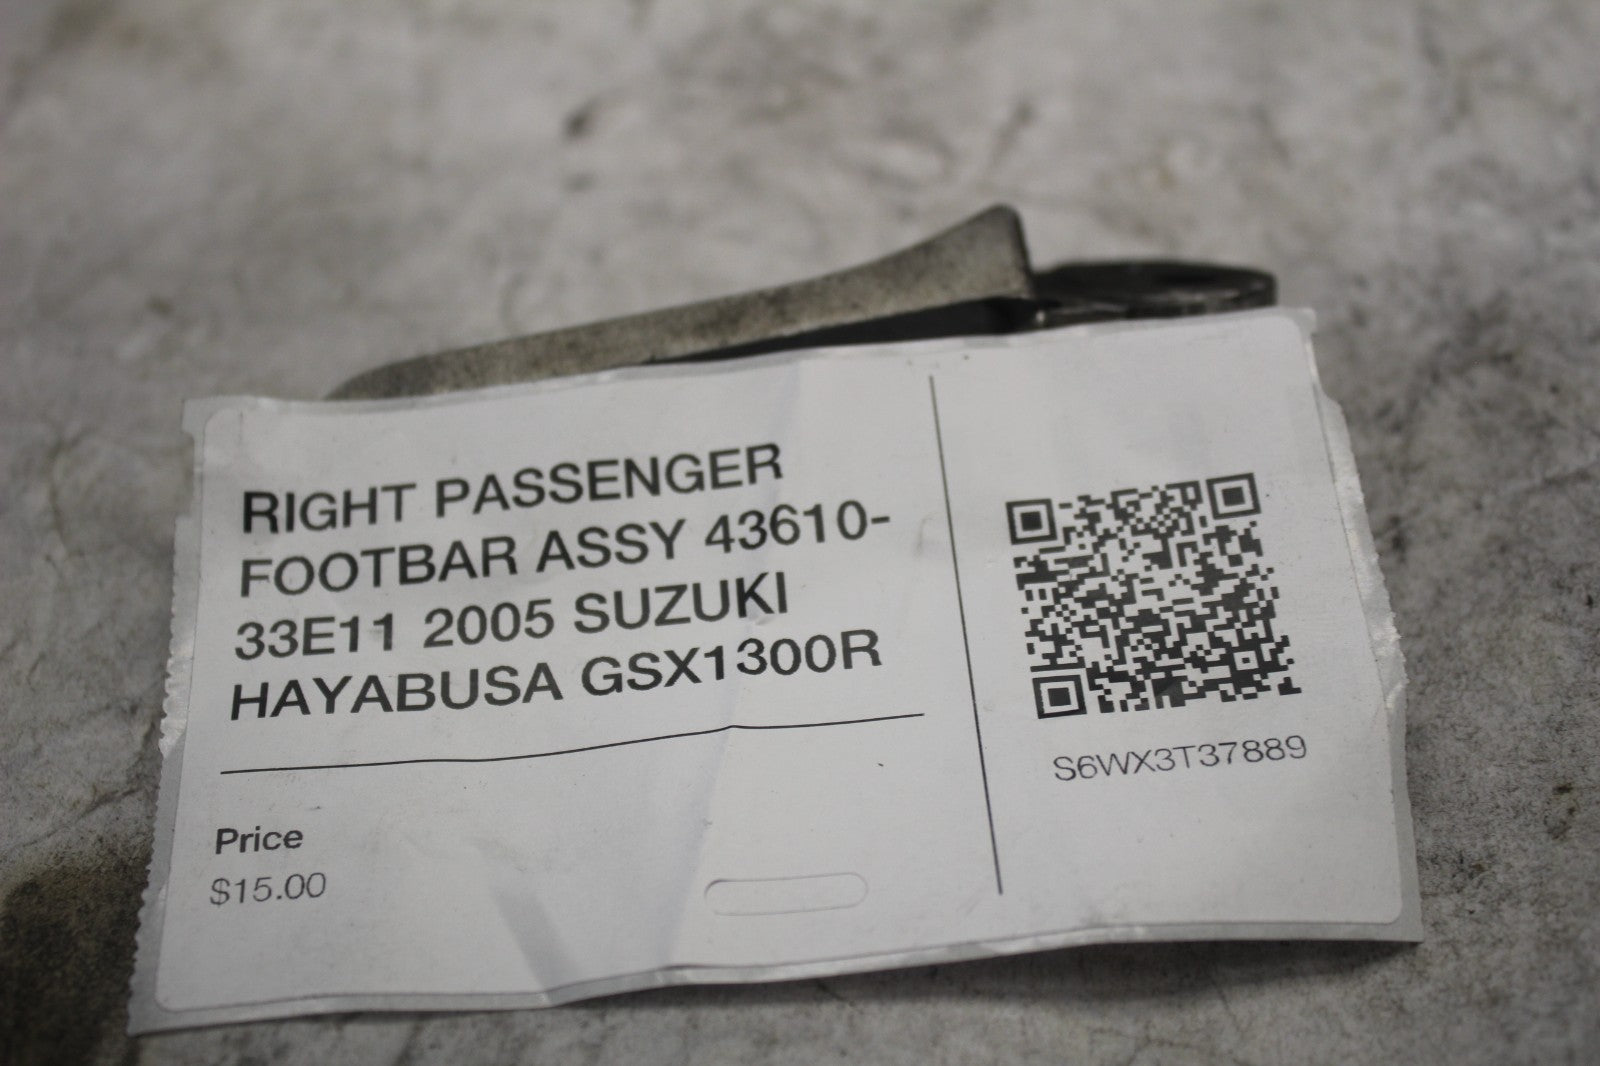 RIGHT PASSENGER
FOOTBAR ASSY 43610-
33E11 2005 SUZUKI
HAYABUSA GSX1300R
Price
$15.00
S6WX3T37889